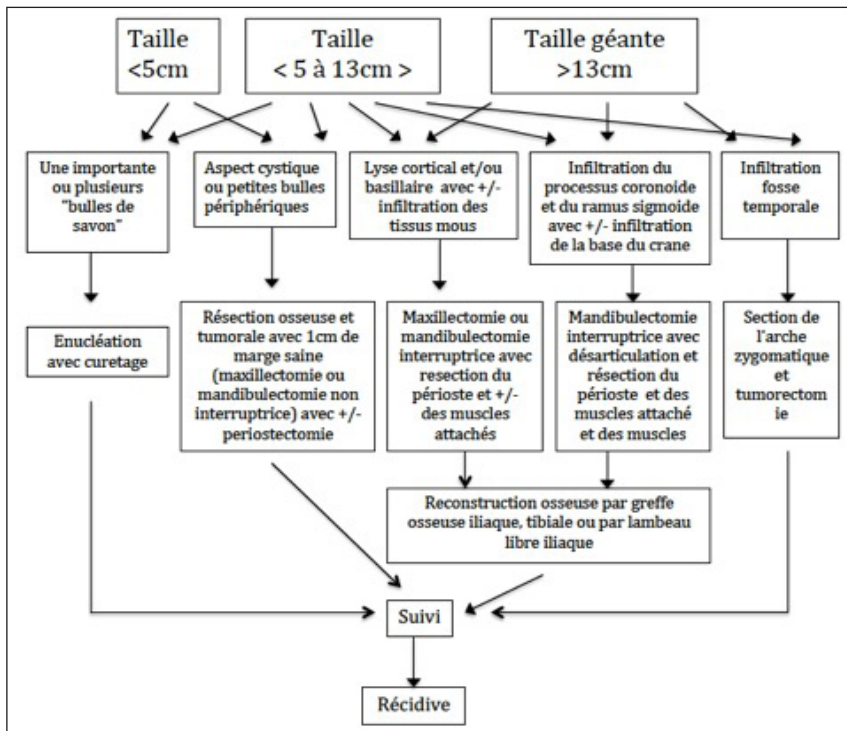 Taille
<5cm
Taille
< 5 à 13cm >
Taille géante
>13cm
Une importante
ou plusieurs
"bulles de
savon"
Aspect cystique
ou petites bulles
périphériques
Lyse cortical et/ou
basillaire avec +/-
infiltration des
tissus mous
Infiltration du
processus coronoide
et du ramus sigmoide
avec +/- infiltration
de la base du crane
Infiltration
fosse
temporale
Enucléation
avec curetage
Résection osseuse et
tumorale avec 1cm de
marge saine
(maxillectomie ou
mandibulectomie non
interruptrice) avec +/-
periostectomie
Maxillectomie ou
mandibulectomie
interruptrice avec
resection du
périoste et +/-
des muscles
attachés
Mandibulectomie
interruptrice avec
désarticulation et
résection du
périoste et des
muscles attaché
et des muscles
Section de
l'arche
zygomatique
et
tumorectom
ie
Reconstruction osseuse par greffe
osseuse iliaque, tibiale ou par lambeau
libre iliaque
Suivi
Récidive